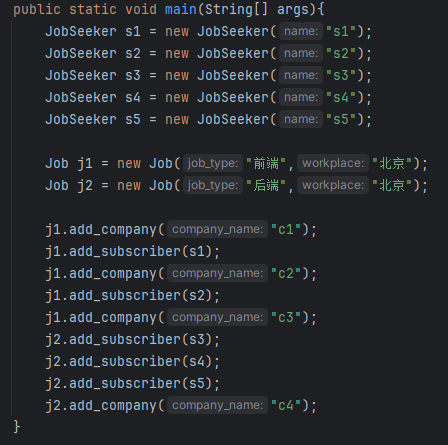 public static void main(String[] args){
JobSeeker s1 = new JobSeeker( name: "s1");
JobSeeker s2 = new JobSeeker( name: "s2");
JobSeeker s3 = new JobSeeker( name: "s3");
JobSeeker s4 = new JobSeeker( name: "s4");
JobSeeker s5 = new JobSeeker( name: "s5");
Job j1 = new Job( job_type: "前端", workplace: "北京");
Job j2 = new Job( job_type: "后端", workplace: "北京");
j1.add_company( company_name: "c1");
j1.add_subscriber(s1);
j1.add_company( company_name: "c2");
j1.add_subscriber(s2);
j1.add_company( company_name: "c3");
j2.add_subscriber(s3);
j2.add_subscriber(s4);
j2.add_subscriber(s5);
j2.add_company( company_name: "c4");
}